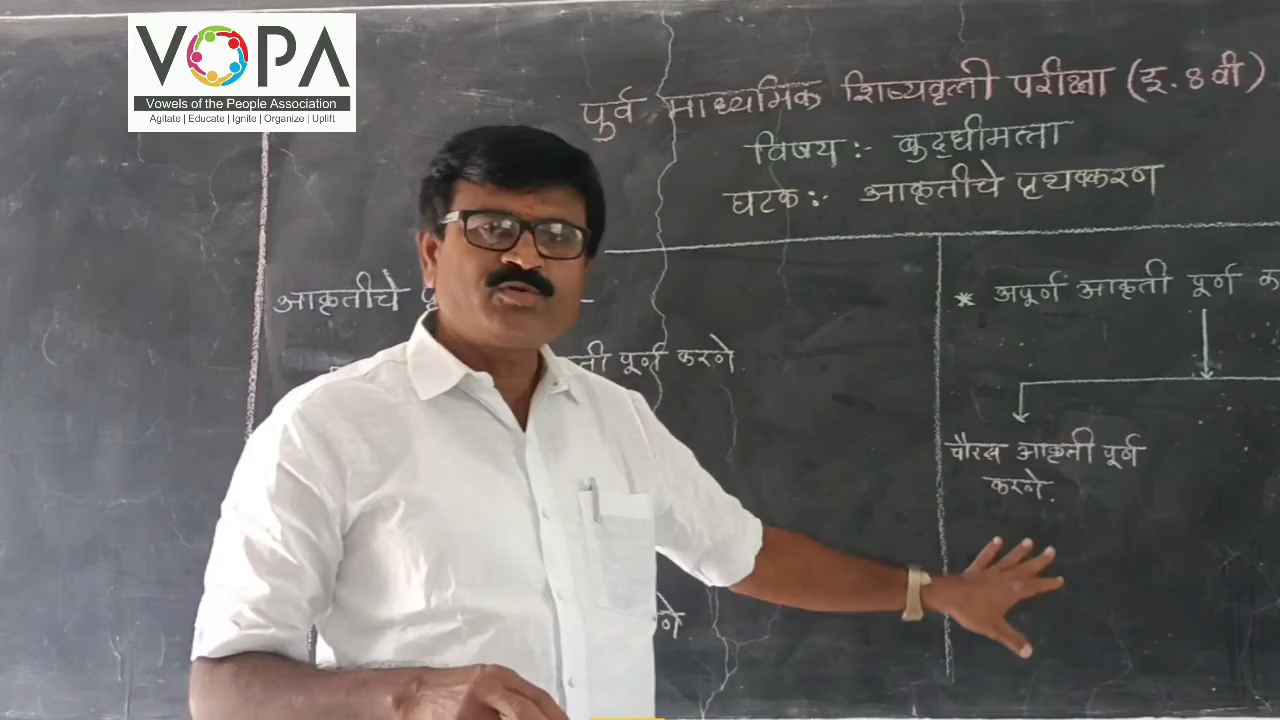 VOPA
Vowels of the People Association
Agitate | Educate | Ignite | Organize | Uplift
पुर्व माध्यमिक शिष्यवृत्ती परीक्षा (इ. ८ वी)
विषय :- बुद्धीमत्ता
घटक :- आकृतीचे पृथक्करण
आकृतीचे
पूर्ण करणे.
* अपूर्ण आकृती पूर्ण
चौरस आकृती पूर्ण
करणे.